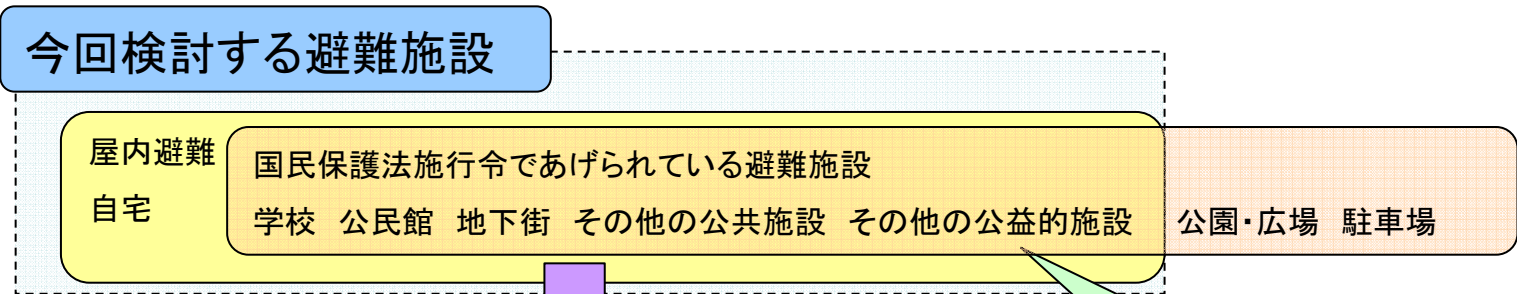 今回検討する避難施設
屋内避難
自宅
国民保護法施行令であげられている避難施設
学校 公民館 地下街 その他の公共施設 その他の公益的施設 公園・広場 駐車場